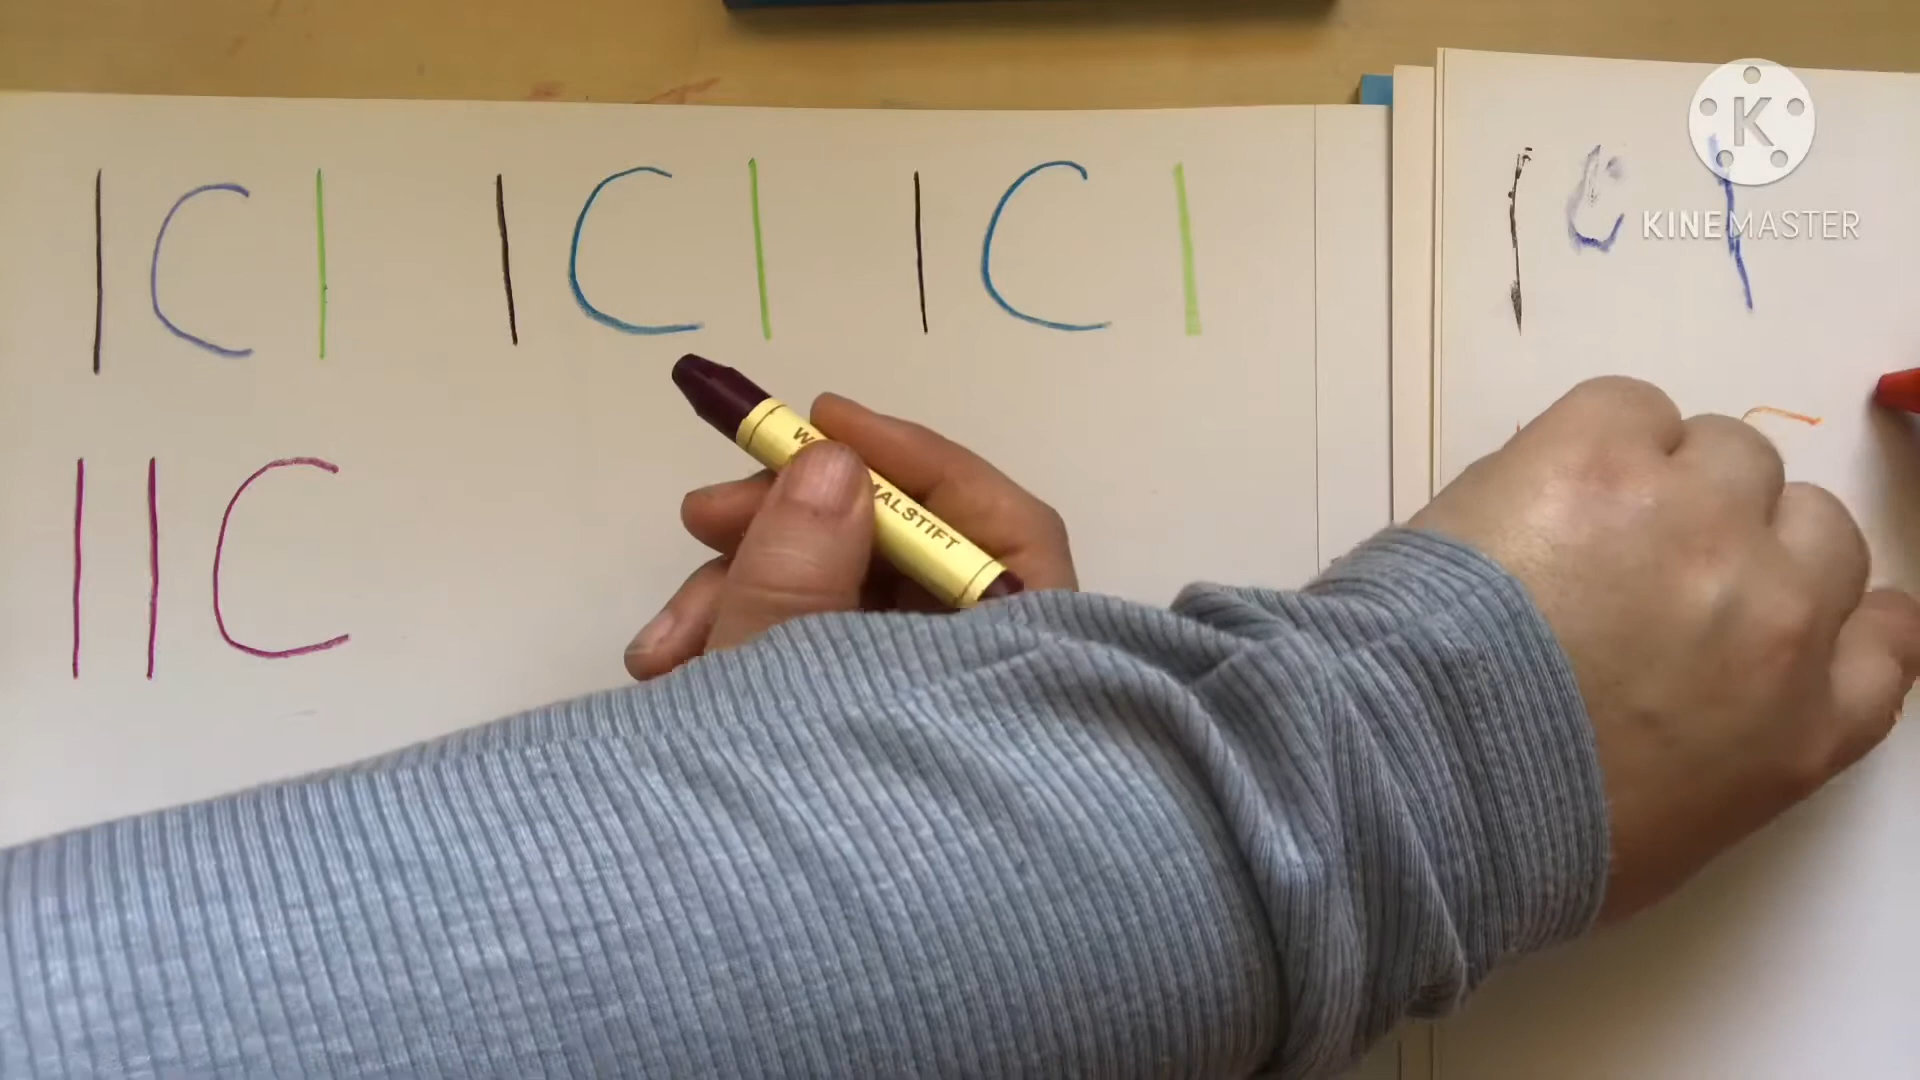 I C I I C I I C I
I I C
MALSTIFT
K
KINEMASTER